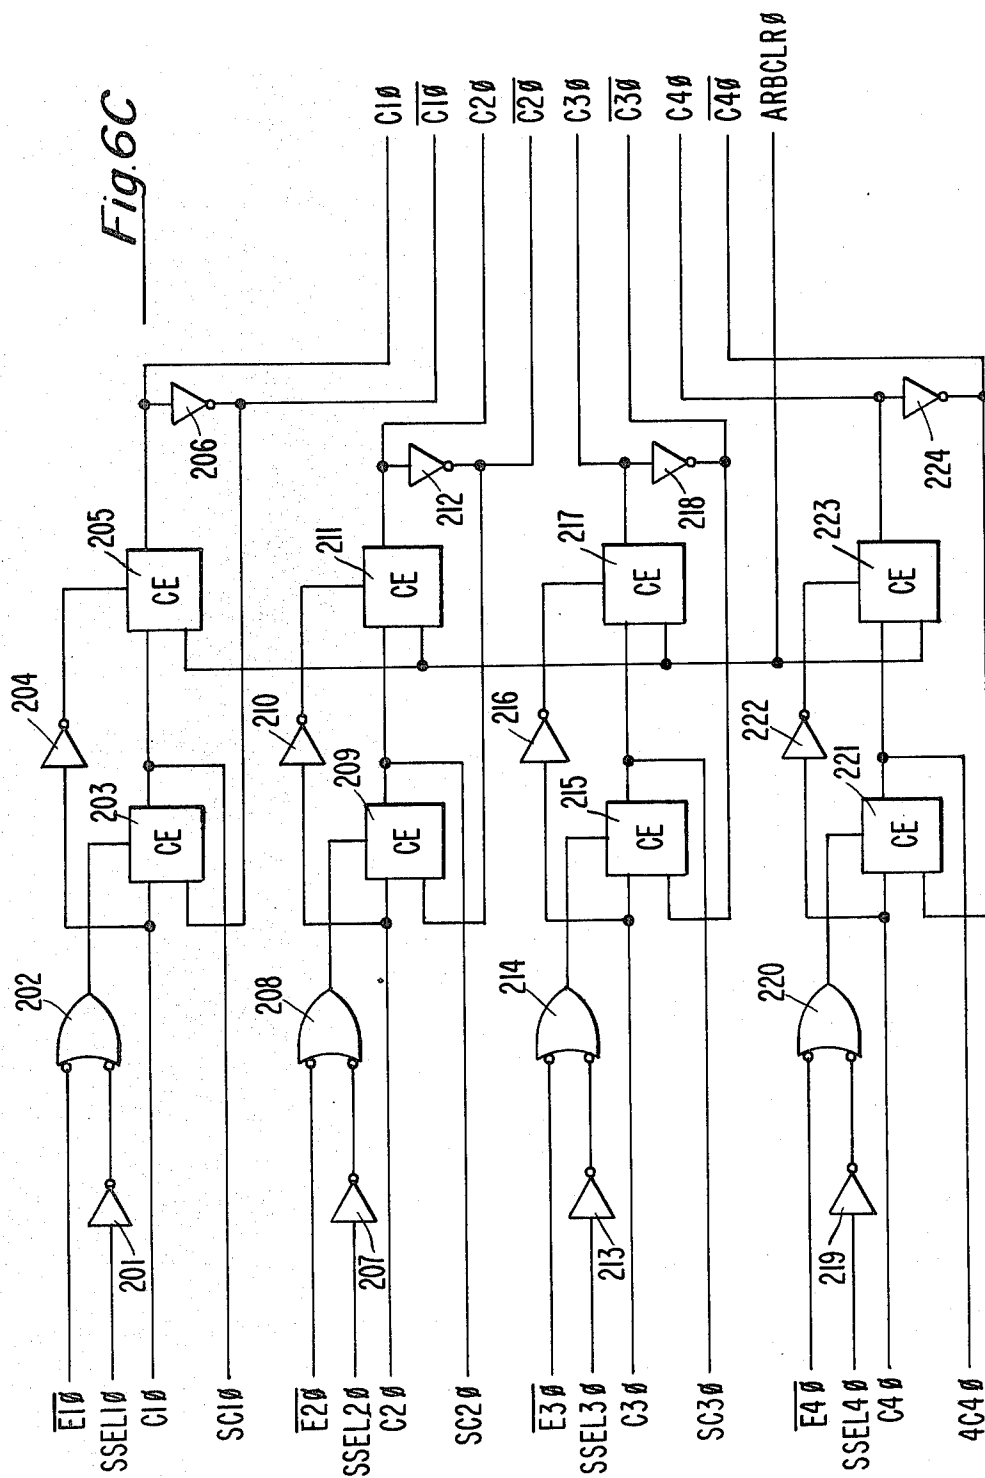 Fig.6C
E1Ø
SSEL1Ø
C1Ø
SC1Ø
201
202
203
CE
204
205
CE
206
C1Ø
C1Ø
E2Ø
SSEL2Ø
C2Ø
SC2Ø
207
208
209
CE
210
211
CE
212
C2Ø
C2Ø
E3Ø
SSEL3Ø
C3Ø
SC3Ø
213
214
215
CE
216
217
CE
218
C3Ø
C3Ø
E4Ø
SSEL4Ø
C4Ø
4C4Ø
219
220
221
CE
222
223
CE
224
C4Ø
C4Ø
ARBCLRØ